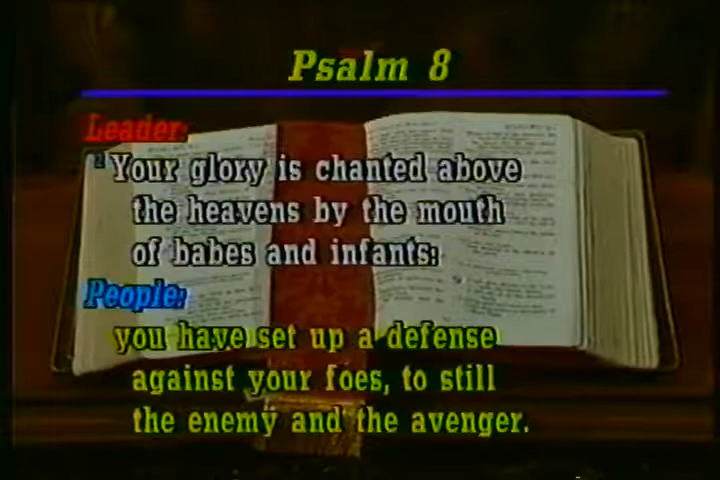 Psalm 8
Leader:
2 Your glory is chanted above
the heavens by the mouth
of babes and infants:
People:
you have set up a defense
against your foes, to still
the enemy and the avenger.